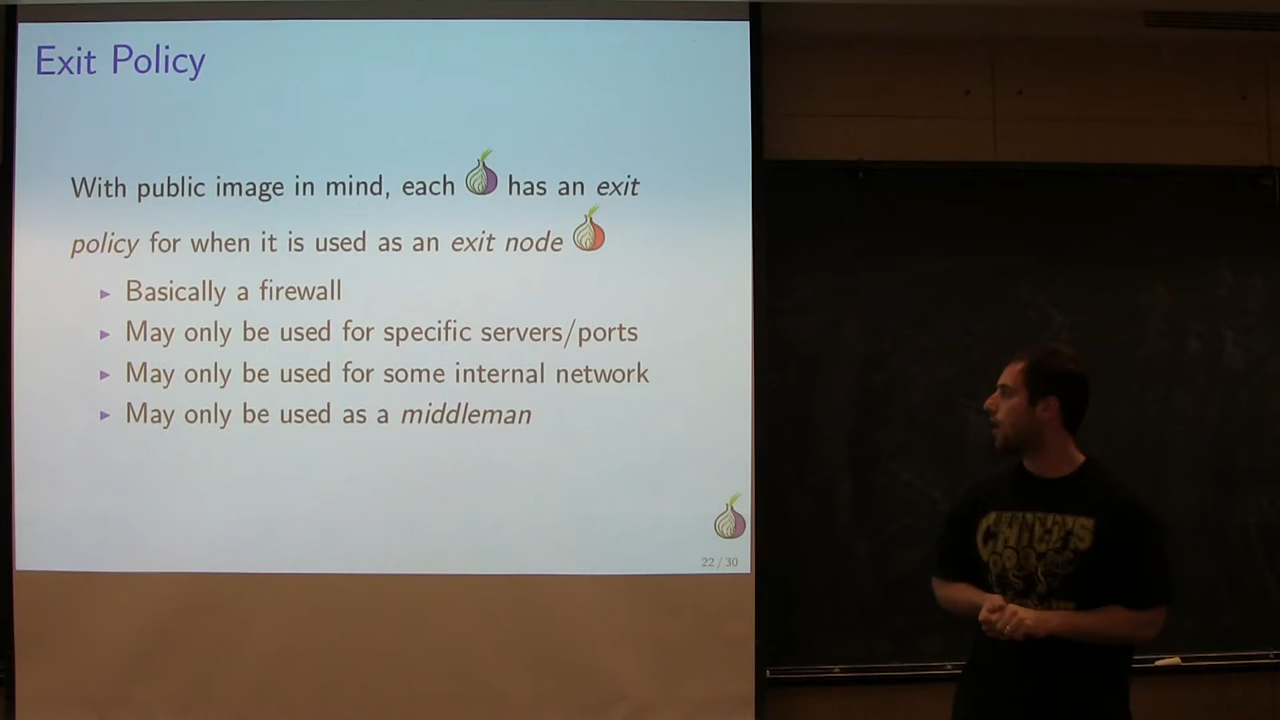 Exit Policy
With public image in mind, each has an exit
policy for when it is used as an exit node
Basically a firewall
May only be used for specific servers/ports
May only be used for some internal network
May only be used as a middleman
22 / 30